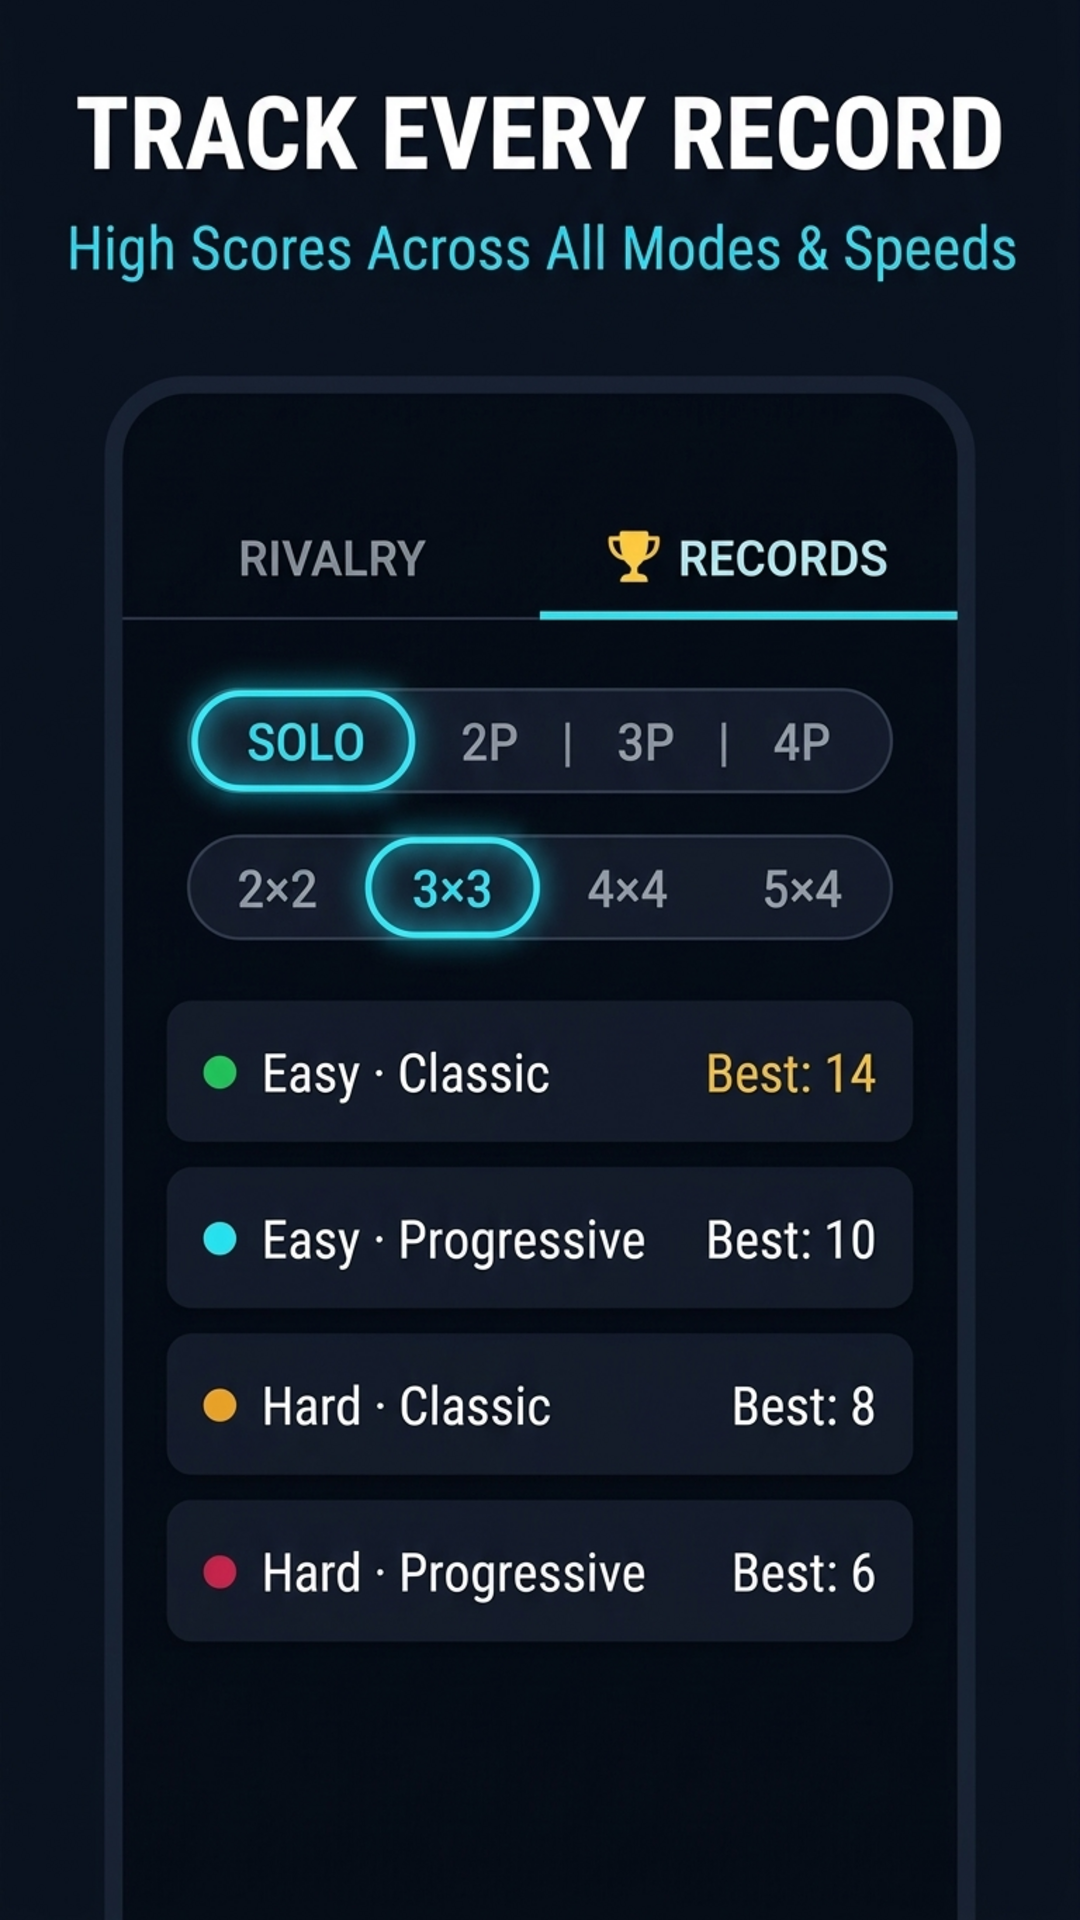 TRACK EVERY RECORD
High Scores Across All Modes & Speeds
RIVALRY
RECORDS
SOLO 2P | 3P | 4P
2×2 3×3 4×4 5×4
Easy · Classic Best: 14
Easy · Progressive Best: 10
Hard · Classic Best: 8
Hard · Progressive Best: 6